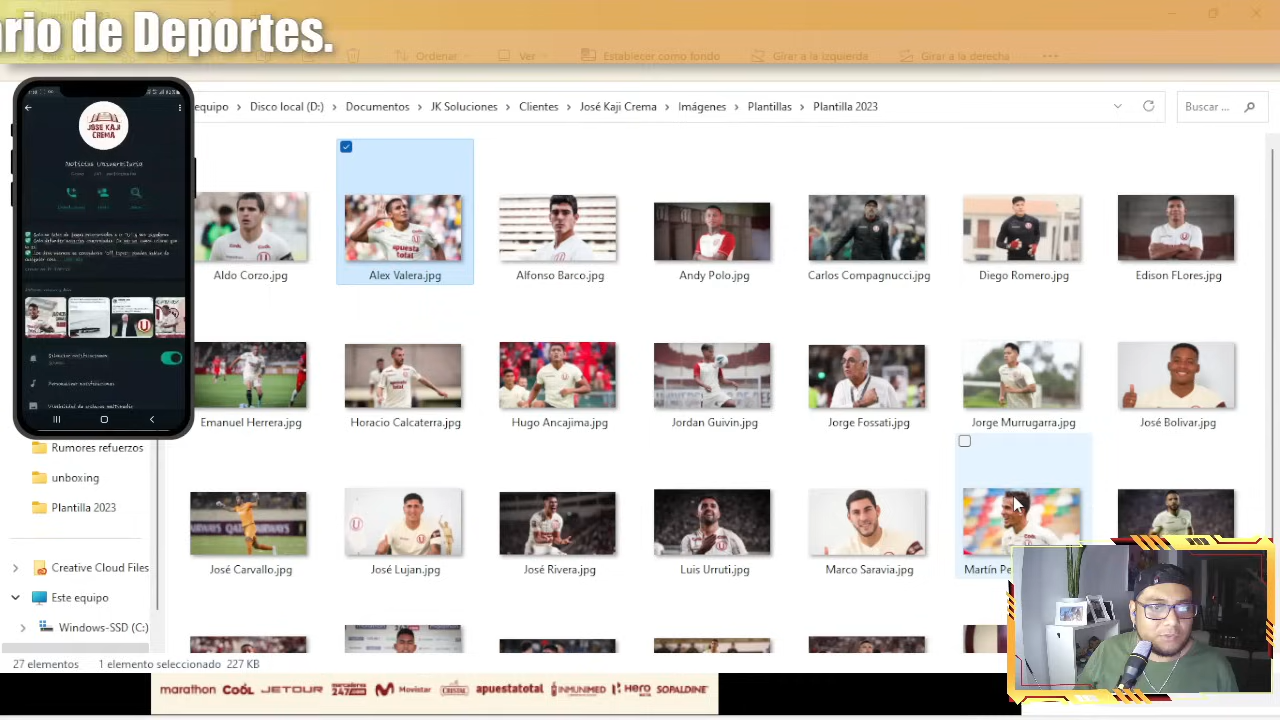 rio de Deportes.
Ordenar
Ver
Establecer como fondo
Girar a la izquierda
Girar a la derecha
equipo > Disco local (D:) > Documentos > JK Soluciones > Clientes > José Kaji Crema > Imágenes > Plantillas > Plantilla 2023
Buscar ...
JOSE KAJI
CREMA
Noticias Universitario
Aldo Corzo.jpg
Alex Valera.jpg
Alfonso Barco.jpg
Andy Polo.jpg
Carlos Compagnucci.jpg
Diego Romero.jpg
Edison FLores.jpg
Emanuel Herrera.jpg
Horacio Calcaterra.jpg
Hugo Ancajima.jpg
Jordan Guivin.jpg
Jorge Fossati.jpg
Jorge Murrugarra.jpg
José Bolivar.jpg
José Carvallo.jpg
José Lujan.jpg
José Rivera.jpg
Luis Urruti.jpg
Marco Saravia.jpg
Martín Pe
Rumores refuerzos
unboxing
Plantilla 2023
Creative Cloud Files
Este equipo
Windows-SSD (C:)
27 elementos
1 elemento seleccionado 227 KB
marathon COOL JETOUR marcadores 247 Movistar CRISTAL apuestatotal INMUNIMED Hero SOPALDINE